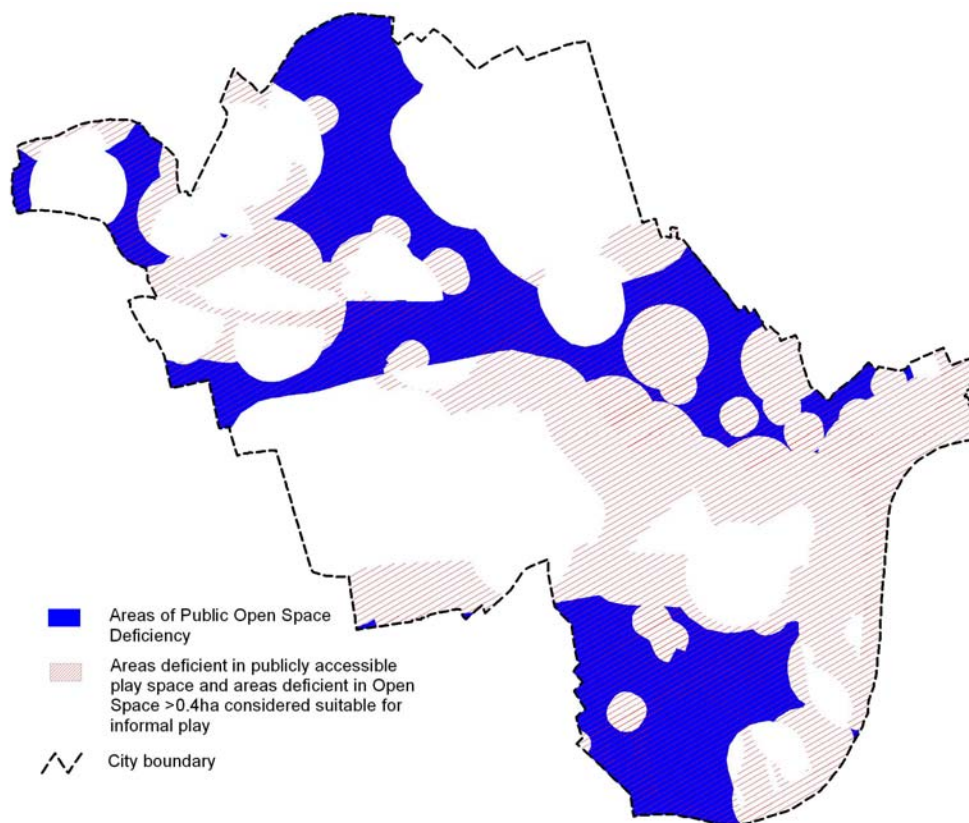 Areas of Public Open Space
Deficiency
Areas deficient in publicly accessible
play space and areas deficient in Open
Space >0.4ha considered suitable for
informal play
City boundary